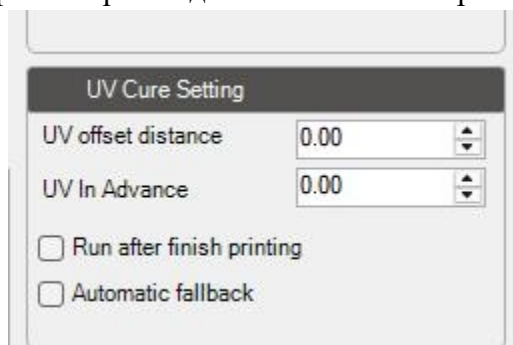 UV Cure Setting
UV offset distance 0.00
UV In Advance 0.00
Run after finish printing
Automatic fallback